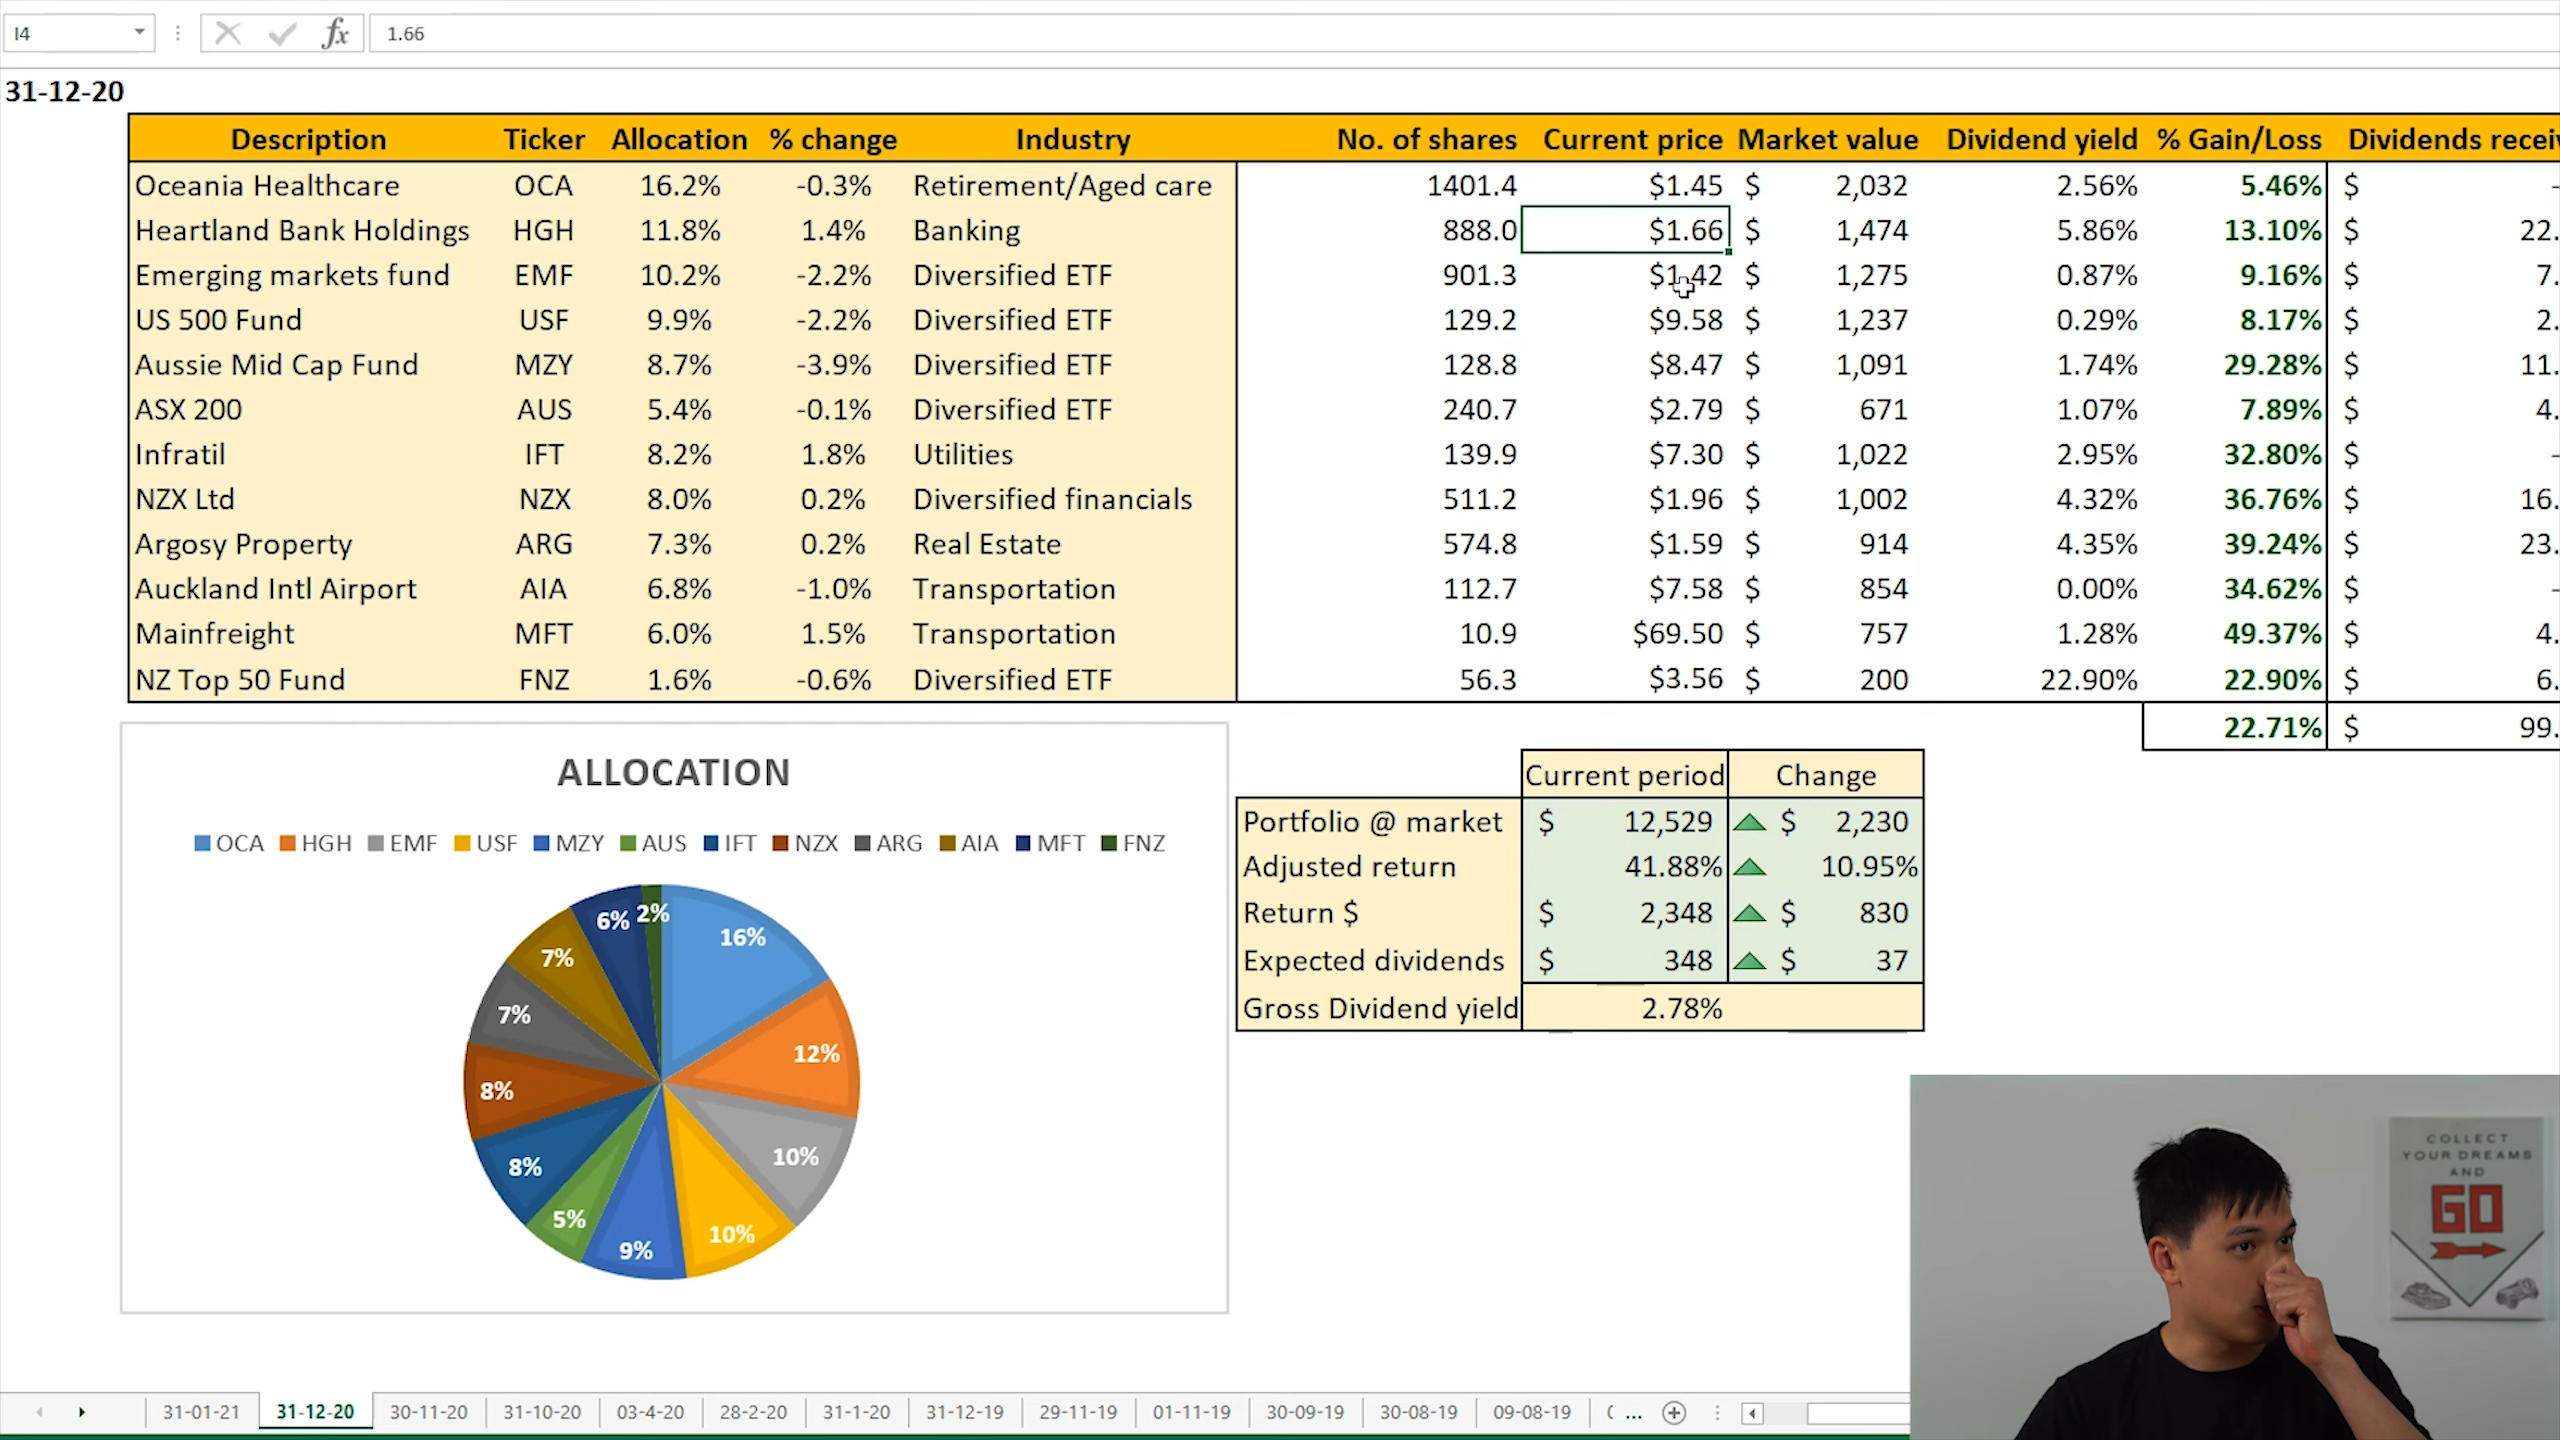 I4 fx 1.66
31-12-20
Description Ticker Allocation % change Industry No. of shares Current price Market value Dividend yield % Gain/Loss Dividends
Oceania Healthcare OCA 16.2% -0.3% Retirement/Aged care 1401.4 $1.45 $ 2,032 2.56% 5.46% $ -
Heartland Bank Holdings HGH 11.8% 1.4% Banking 888.0 $1.66 $ 1,474 5.86% 13.10% $ 22.
Emerging markets fund EMF 10.2% -2.2% Diversified ETF 901.3 $1.42 $ 1,275 0.87% 9.16% $ 7.
US 500 Fund USF 9.9% -2.2% Diversified ETF 129.2 $9.58 $ 1,237 0.29% 8.17% $ 2.
Aussie Mid Cap Fund MZY 8.7% -3.9% Diversified ETF 128.8 $8.47 $ 1,091 1.74% 29.28% $ 11.
ASX 200 AUS 5.4% -0.1% Diversified ETF 240.7 $2.79 $ 671 1.07% 7.89% $ 4.
Infratil IFT 8.2% 1.8% Utilities 139.9 $7.30 $ 1,022 2.95% 32.80% $ -
NZX Ltd NZX 8.0% 0.2% Diversified financials 511.2 $1.96 $ 1,002 4.32% 36.76% $ 16.
Argosy Property ARG 7.3% 0.2% Real Estate 574.8 $1.59 $ 914 4.35% 39.24% $ 23.
Auckland Intl Airport AIA 6.8% -1.0% Transportation 112.7 $7.58 $ 854 0.00% 34.62% $ -
Mainfreight MFT 6.0% 1.5% Transportation 10.9 $69.50 $ 757 1.28% 49.37% $ 4.
NZ Top 50 Fund FNZ 1.6% -0.6% Diversified ETF 56.3 $3.56 $ 200 22.90% 22.90% $ 6.
22.71% $ 99.
ALLOCATION
OCA HGH EMF USF MZY AUS IFT NZX ARG AIA MFT FNZ
16%
12%
10%
10%
9%
5%
8%
8%
7%
7%
6%
2%
Current period Change
Portfolio @ market $ 12,529 $ 2,230
Adjusted return 41.88% 10.95%
Return $ $ 2,348 $ 830
Expected dividends $ 348 $ 37
Gross Dividend yield 2.78%
COLLECT
YOUR DREAMS
AND
GO
31-01-21 31-12-20 30-11-20 31-10-20 03-4-20 28-2-20 31-1-20 31-12-19 29-11-19 01-11-19 30-09-19 30-08-19 09-08-19 ...